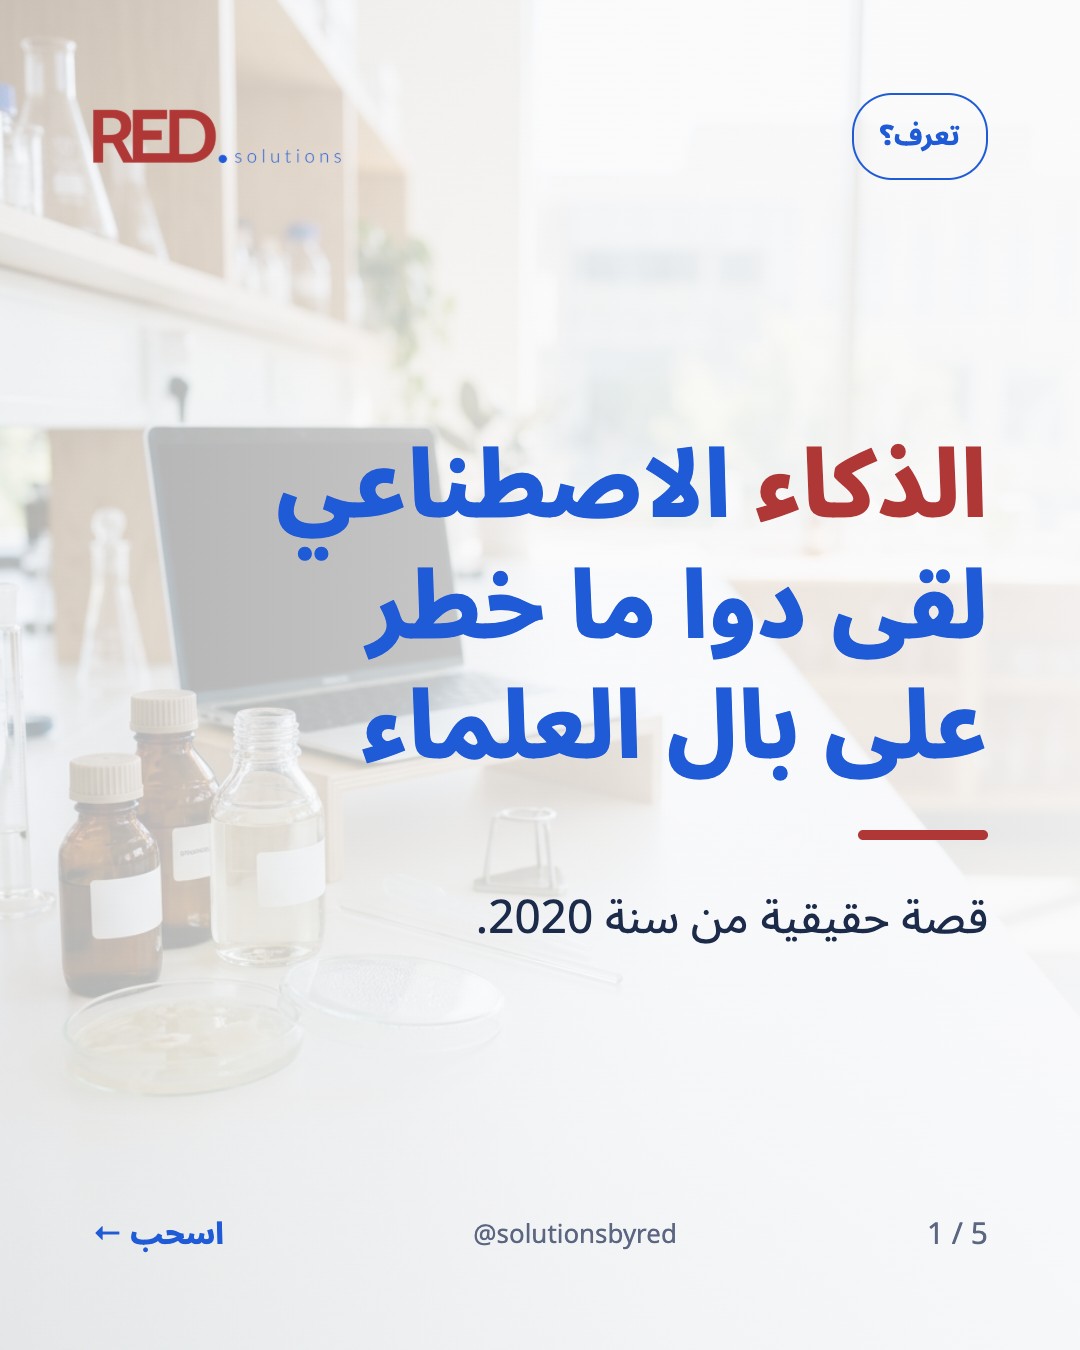 RED.solutions
تعرف؟
الذكاء الاصطناعي
لقى دوا ما خطر
على بال العلماء
قصة حقيقية من سنة 2020.
1 / 5
@solutionsbyred
اسحب ←